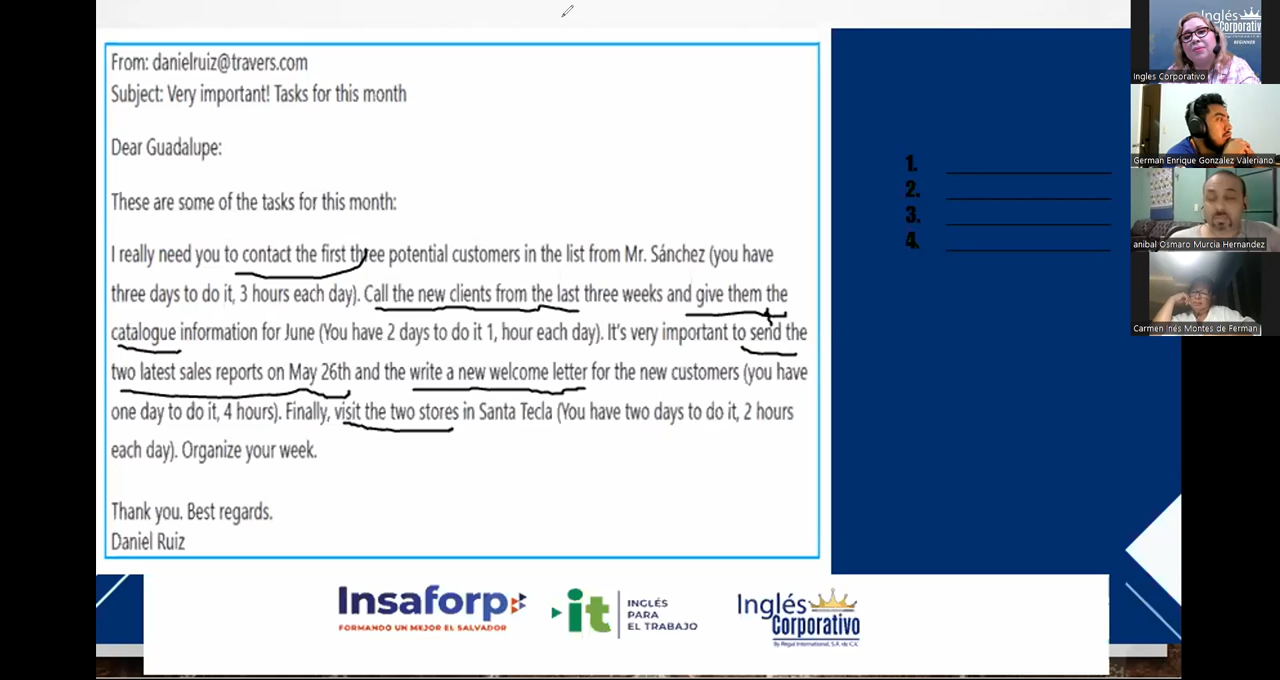 From: danielruiz@travers.com
Subject: Very important! Tasks for this month
Dear Guadalupe:
These are some of the tasks for this month:
I really need you to contact the first three potential customers in the list from Mr. Sánchez (you have
three days to do it, 3 hours each day). Call the new clients from the last three weeks and give them the
catalogue information for June (You have 2 days to do it 1, hour each day). It's very important to send the
two latest sales reports on May 26th and the write a new welcome letter for the new customers (you have
one day to do it, 4 hours). Finally, visit the two stores in Santa Tecla (You have two days to do it, 2 hours
each day). Organize your week.
Thank you. Best regards.
Daniel Ruiz
1.
2.
3.
4.
Insaforp
FORMANDO UN MEJOR EL SALVADOR
it
INGLÉS
PARA
EL TRABAJO
Inglés
Corporativo
By Regal International, S.A. de C.V.
Inglés
Corporativo
BEGINNER
Ingles Corporativo
German Enrique Gonzalez Valeriano
anibal Osmaro Murcia Hernandez
Carmen Inés Montes de Ferman